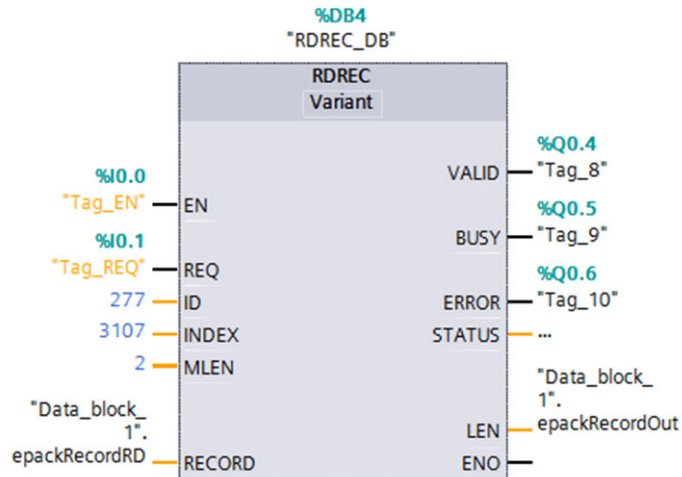 %DB4
"RDREC_DB"
RDREC
Variant
%Q0.4
VALID "Tag_8"
%I0.0
"Tag_EN" EN
%Q0.5
BUSY "Tag_9"
%I0.1
"Tag_REQ" REQ
%Q0.6
277 ID ERROR "Tag_10"
3107 INDEX STATUS ...
2 MLEN
"Data_block_
1".
epackRecordRD RECORD
"Data_block_
1".
LEN epackRecordOut
ENO